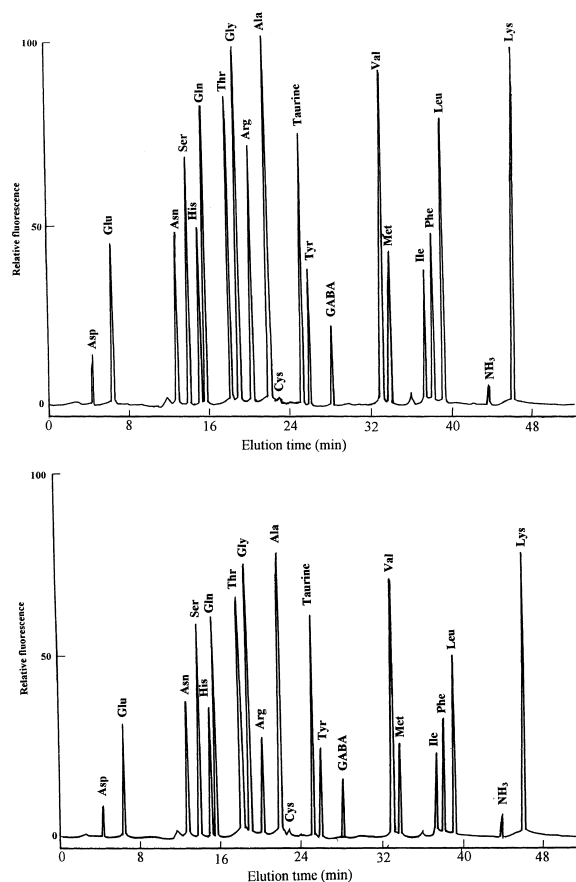 100
50
0
Relative fluorescence
Asp
Glu
Asn
Ser
His
Gln
Thr
Gly
Arg
Ala
Cys
Taurine
Tyr
GABA
Val
Met
Ile
Phe
Leu
NH3
Lys
0 8 16 24 32 40 48
Elution time (min)
100
50
0
Relative fluorescence
Asp
Glu
Asn
Ser
His
Gln
Thr
Gly
Arg
Ala
Cys
Taurine
Tyr
GABA
Val
Met
Ile
Phe
Leu
NH3
Lys
0 8 16 24 32 40 48
Elution time (min)